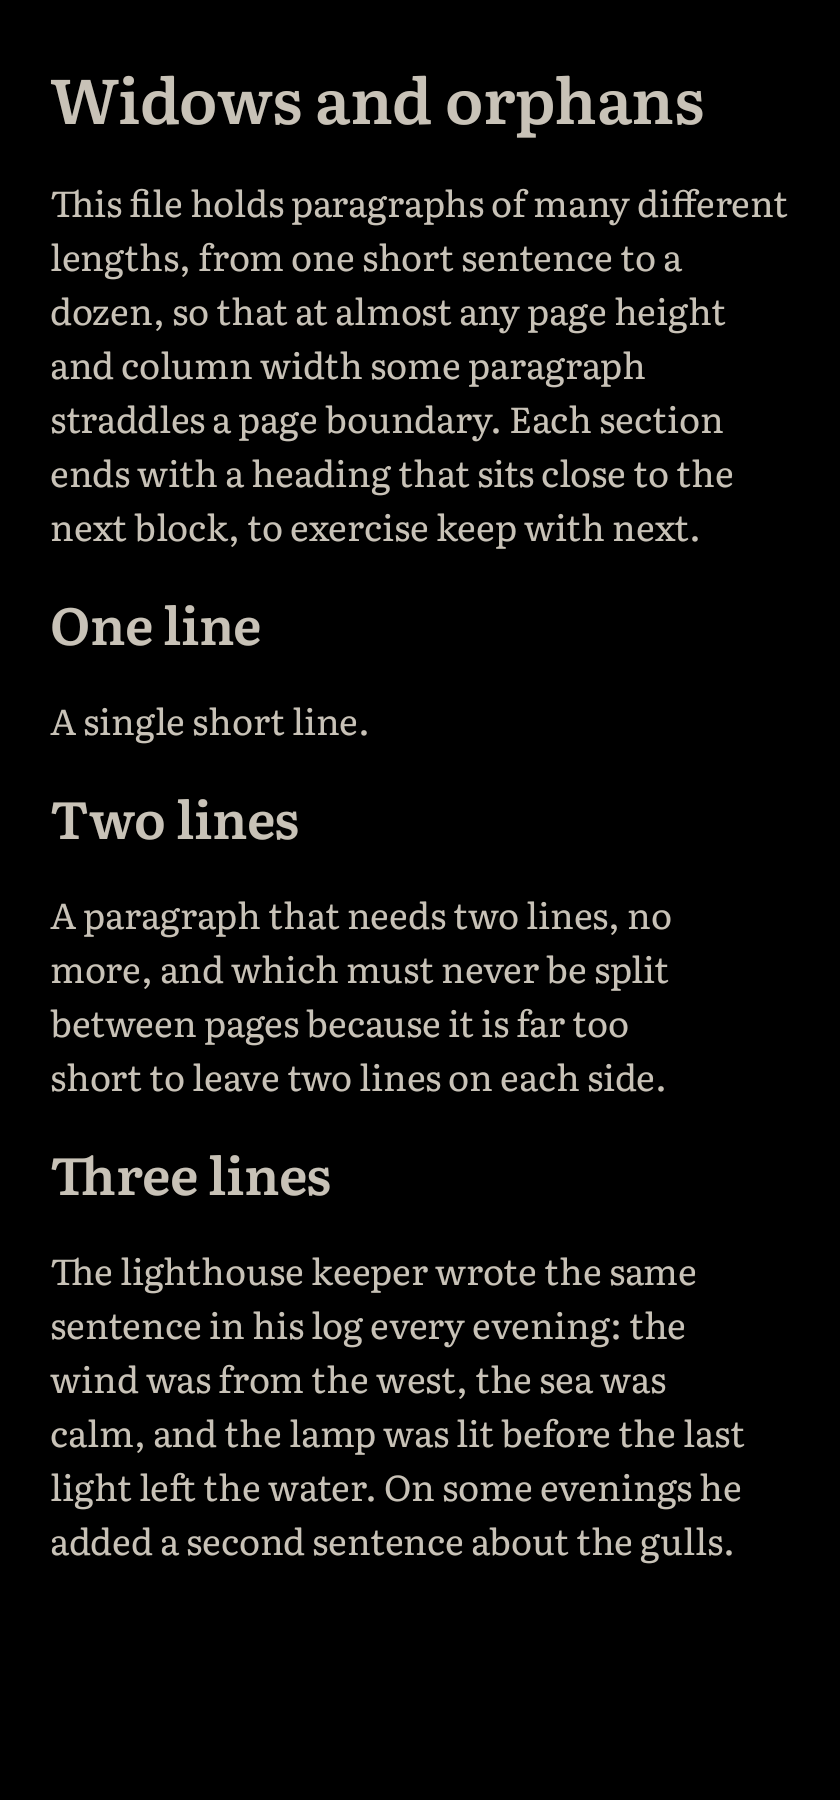 Widows and orphans
This file holds paragraphs of many different
lengths, from one short sentence to a
dozen, so that at almost any page height
and column width some paragraph
straddles a page boundary. Each section
ends with a heading that sits close to the
next block, to exercise keep with next.
One line
A single short line.
Two lines
A paragraph that needs two lines, no
more, and which must never be split
between pages because it is far too
short to leave two lines on each side.
Three lines
The lighthouse keeper wrote the same
sentence in his log every evening: the
wind was from the west, the sea was
calm, and the lamp was lit before the last
light left the water. On some evenings he
added a second sentence about the gulls.